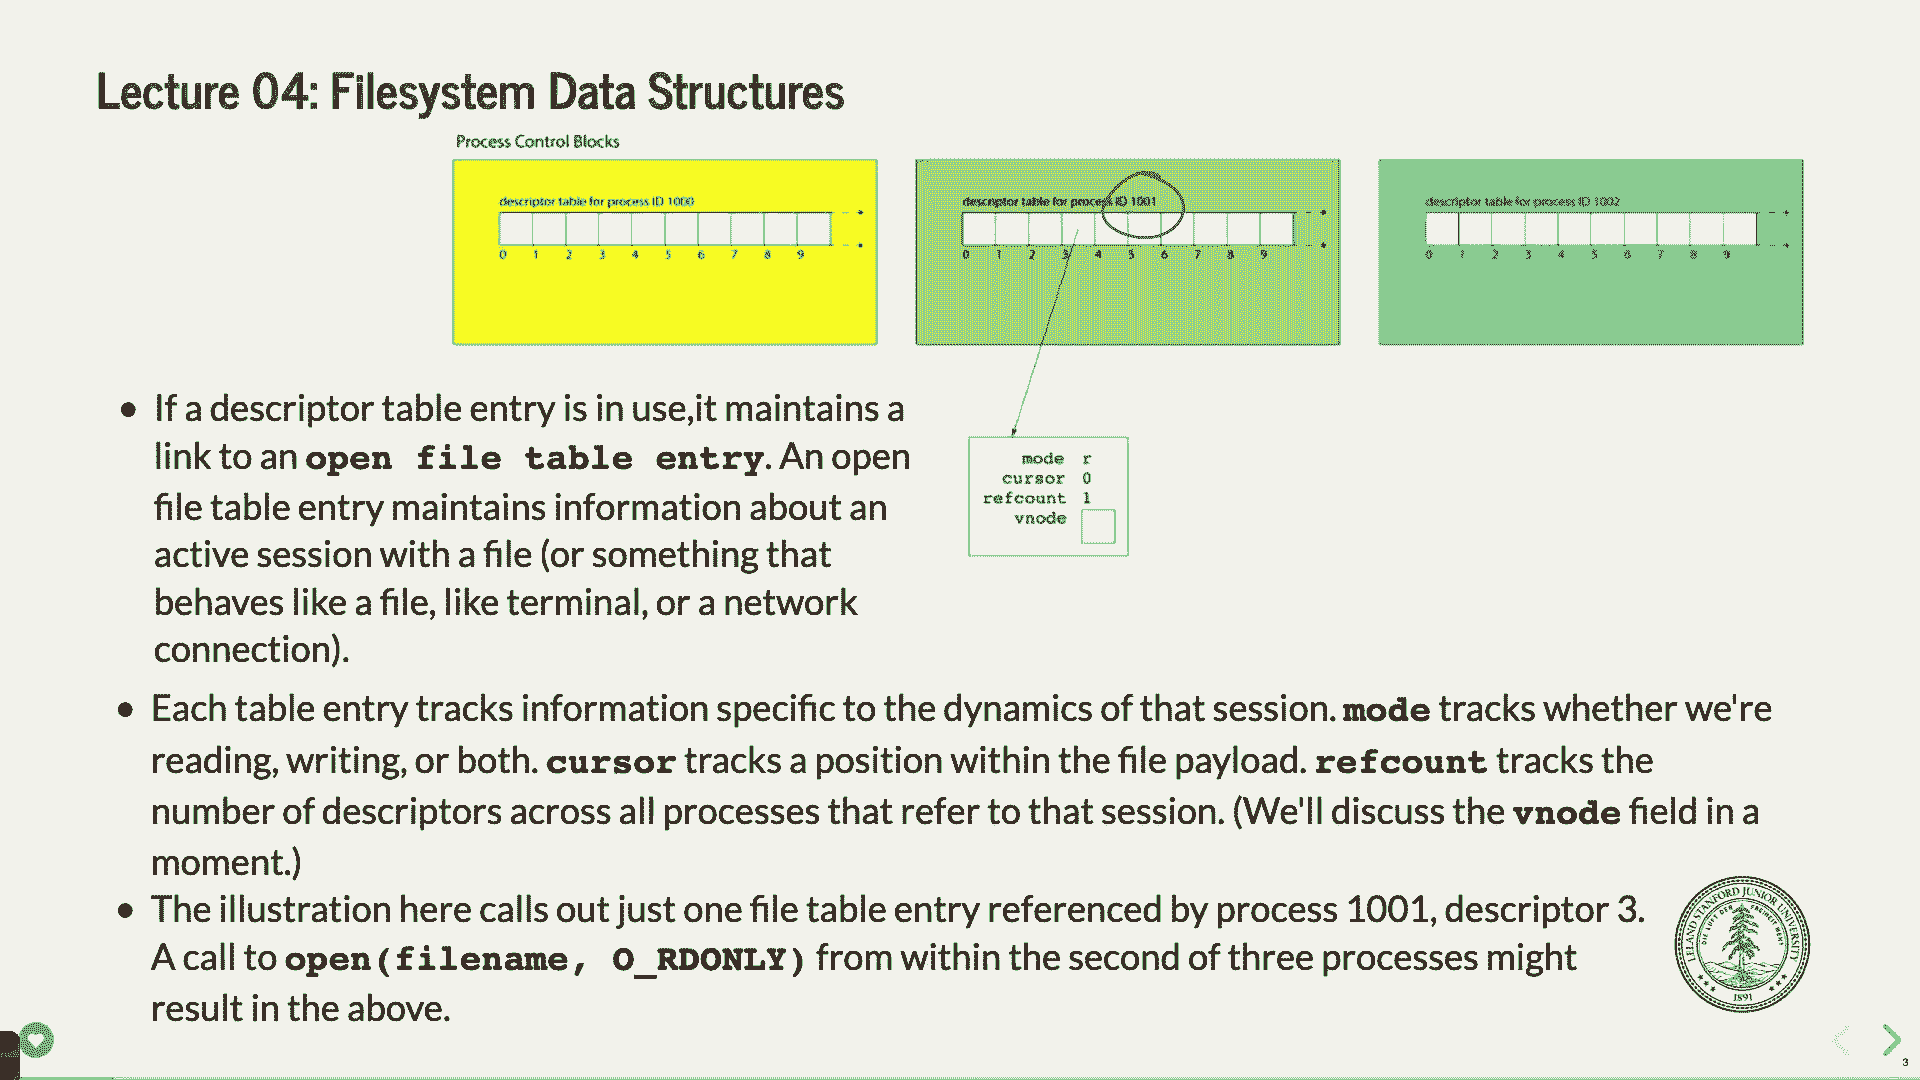 Lecture 04: Filesystem Data Structures
Process Control Blocks
descriptor table for process ID 1000
0 1 2 3 4 5 6 7 8 9
descriptor table for process ID 1001
0 1 2 3 4 5 6 7 8 9
descriptor table for process ID 1002
0 1 2 3 4 5 6 7 8 9
• If a descriptor table entry is in use,it maintains a
link to an open file table entry. An open
file table entry maintains information about an
active session with a file (or something that
behaves like a file, like terminal, or a network
connection).
mode r
cursor 0
refcount 1
vnode
• Each table entry tracks information specific to the dynamics of that session. mode tracks whether we're
reading, writing, or both. cursor tracks a position within the file payload. refcount tracks the
number of descriptors across all processes that refer to that session. (We'll discuss the vnode field in a
moment.)
• The illustration here calls out just one file table entry referenced by process 1001, descriptor 3.
A call to open(filename, O_RDONLY) from within the second of three processes might
result in the above.
LELAND STANFORD JUNIOR UNIVERSITY
DIE LUFT DER FREIHEIT WEHT
1891
3